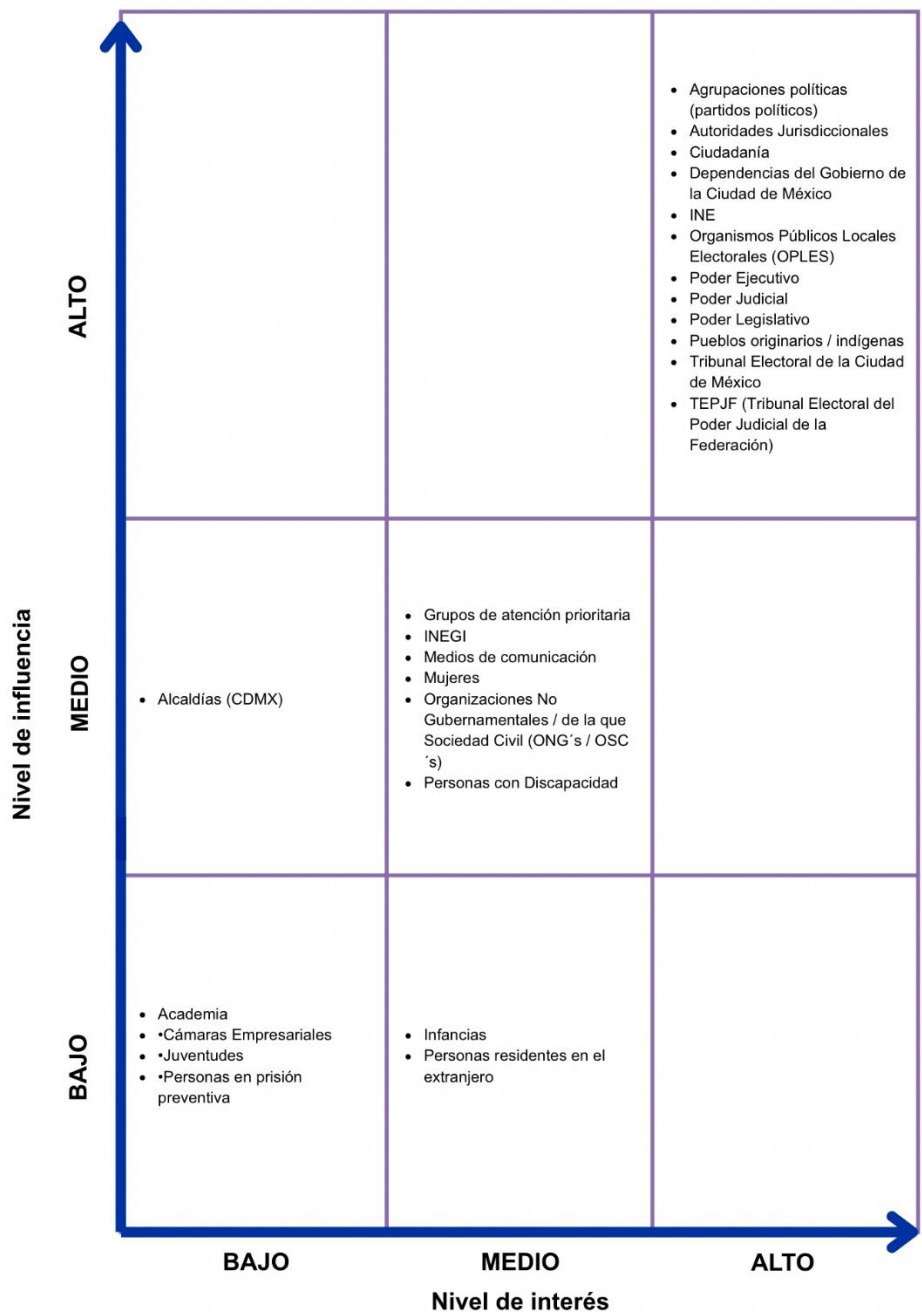 Agrupaciones políticas
(partidos políticos)
Autoridades Jurisdiccionales
Ciudadanía
Dependencias del Gobierno de
la Ciudad de México
INE
Organismos Públicos Locales
Electorales (OPLES)
Poder Ejecutivo
Poder Judicial
Poder Legislativo
Pueblos originarios / indígenas
Tribunal Electoral de la Ciudad
de México
TEPJF (Tribunal Electoral del
Poder Judicial de la
Federación)
ALTO
Nivel de influencia
MEDIO
Alcaldías (CDMX)
Grupos de atención prioritaria
INEGI
Medios de comunicación
Mujeres
Organizaciones No
Gubernamentales / de la que
Sociedad Civil (ONG´s / OSC
´s)
Personas con Discapacidad
BAJO
Academia
•Cámaras Empresariales
•Juventudes
•Personas en prisión
preventiva
Infancias
Personas residentes en el
extranjero
BAJO
MEDIO
ALTO
Nivel de interés